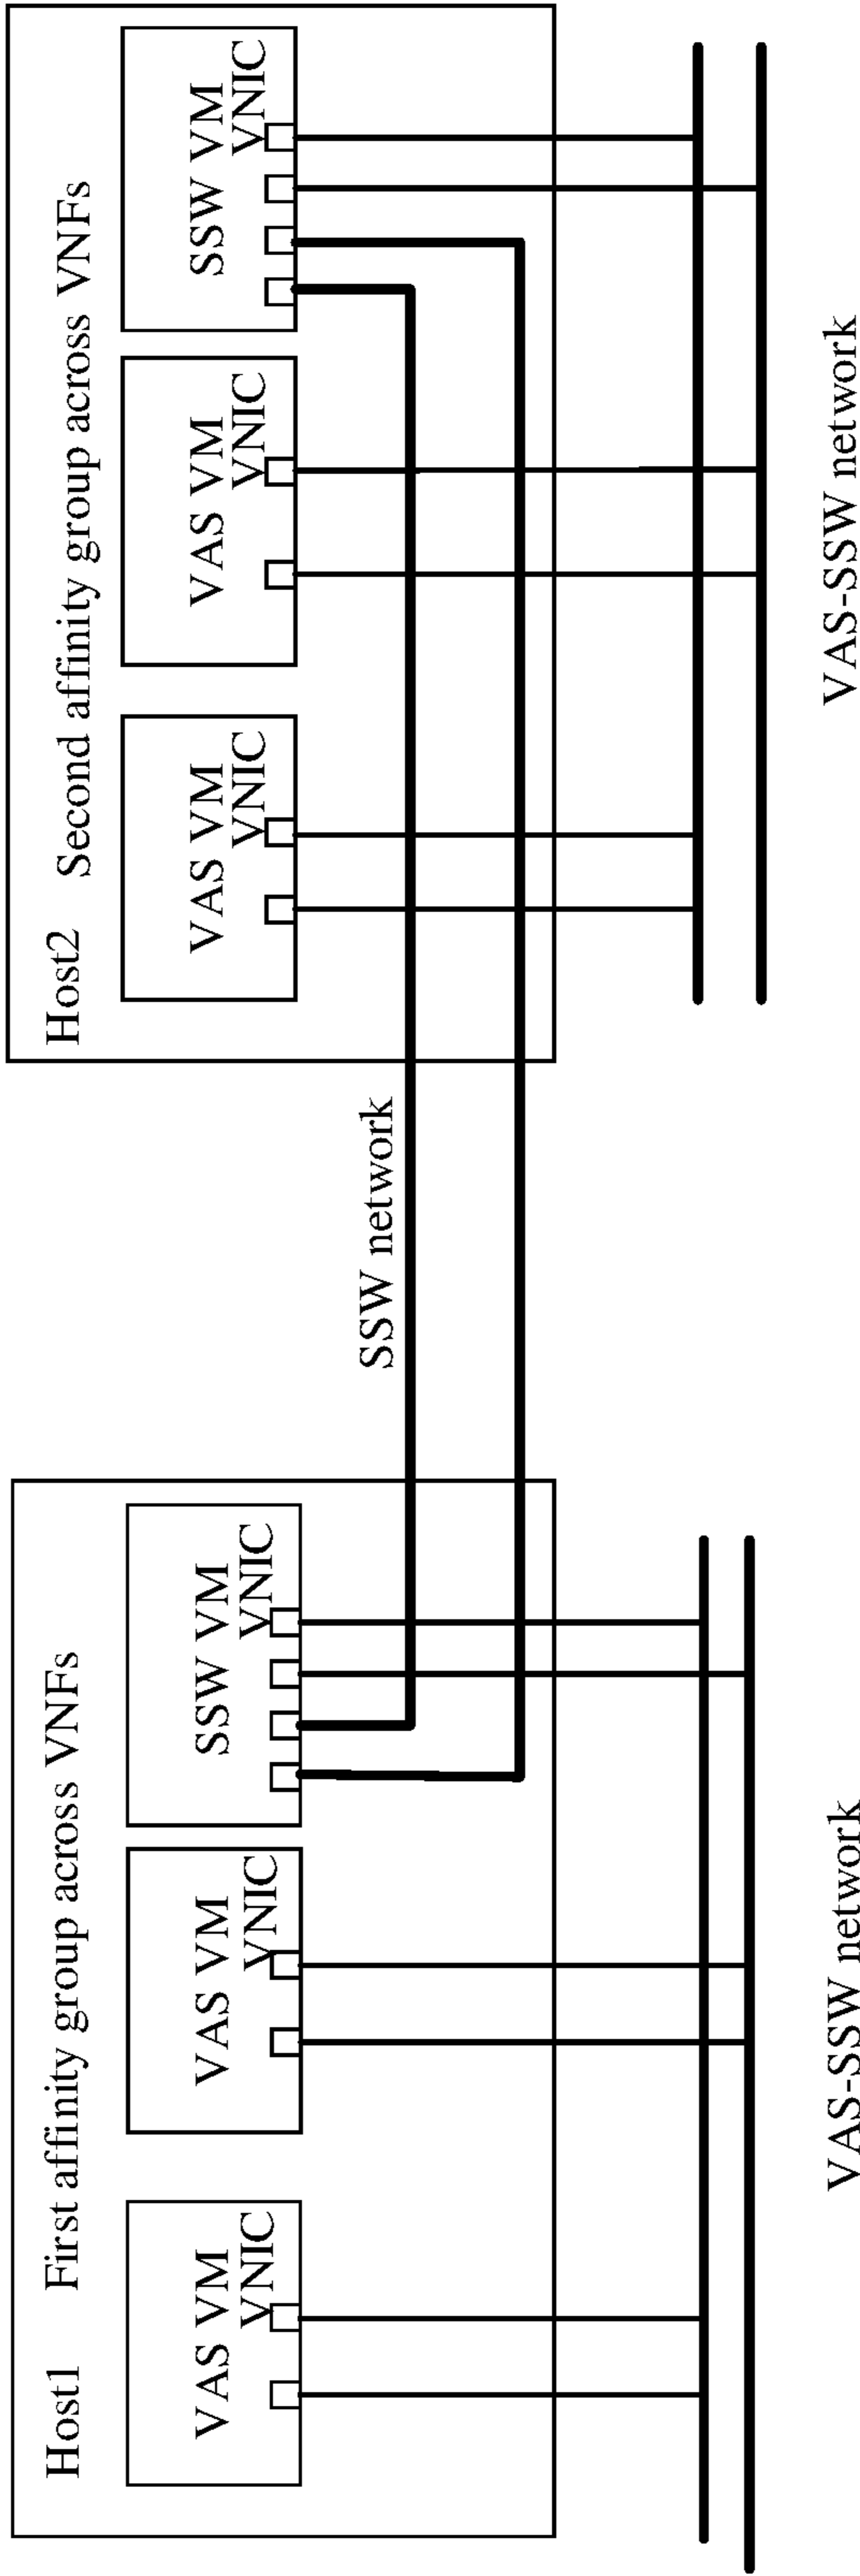 Host1
First affinity group across VNFs
VAS VM
VNIC
VAS VM
VNIC
SSW VM
VNIC
VAS-SSW network
SSW network
Host2
Second affinity group across VNFs
VAS VM
VNIC
VAS VM
VNIC
SSW VM
VNIC
VAS-SSW network